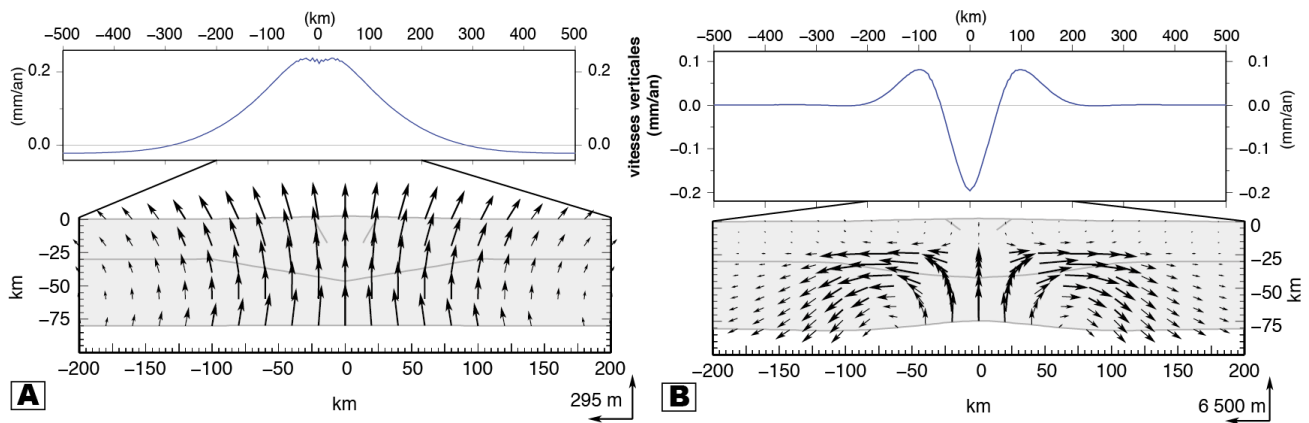 (km)
−500 −400 −300 −200 −100 0 100 200 300 400 500
0.2 0.2
(mm/an)
0.0 0.0
0
−25
−50
−75
km
−200 −150 −100 −50 0 50 100 150 200
km
A
295 m
(km)
−500 −400 −300 −200 −100 0 100 200 300 400 500
vitesses verticales
(mm/an)
0.1 0.1
0.0 0.0
−0.1 −0.1
−0.2 −0.2
(mm/an)
0
−25
−50
−75
km
−200 −150 −100 −50 0 50 100 150 200
km
B
6 500 m